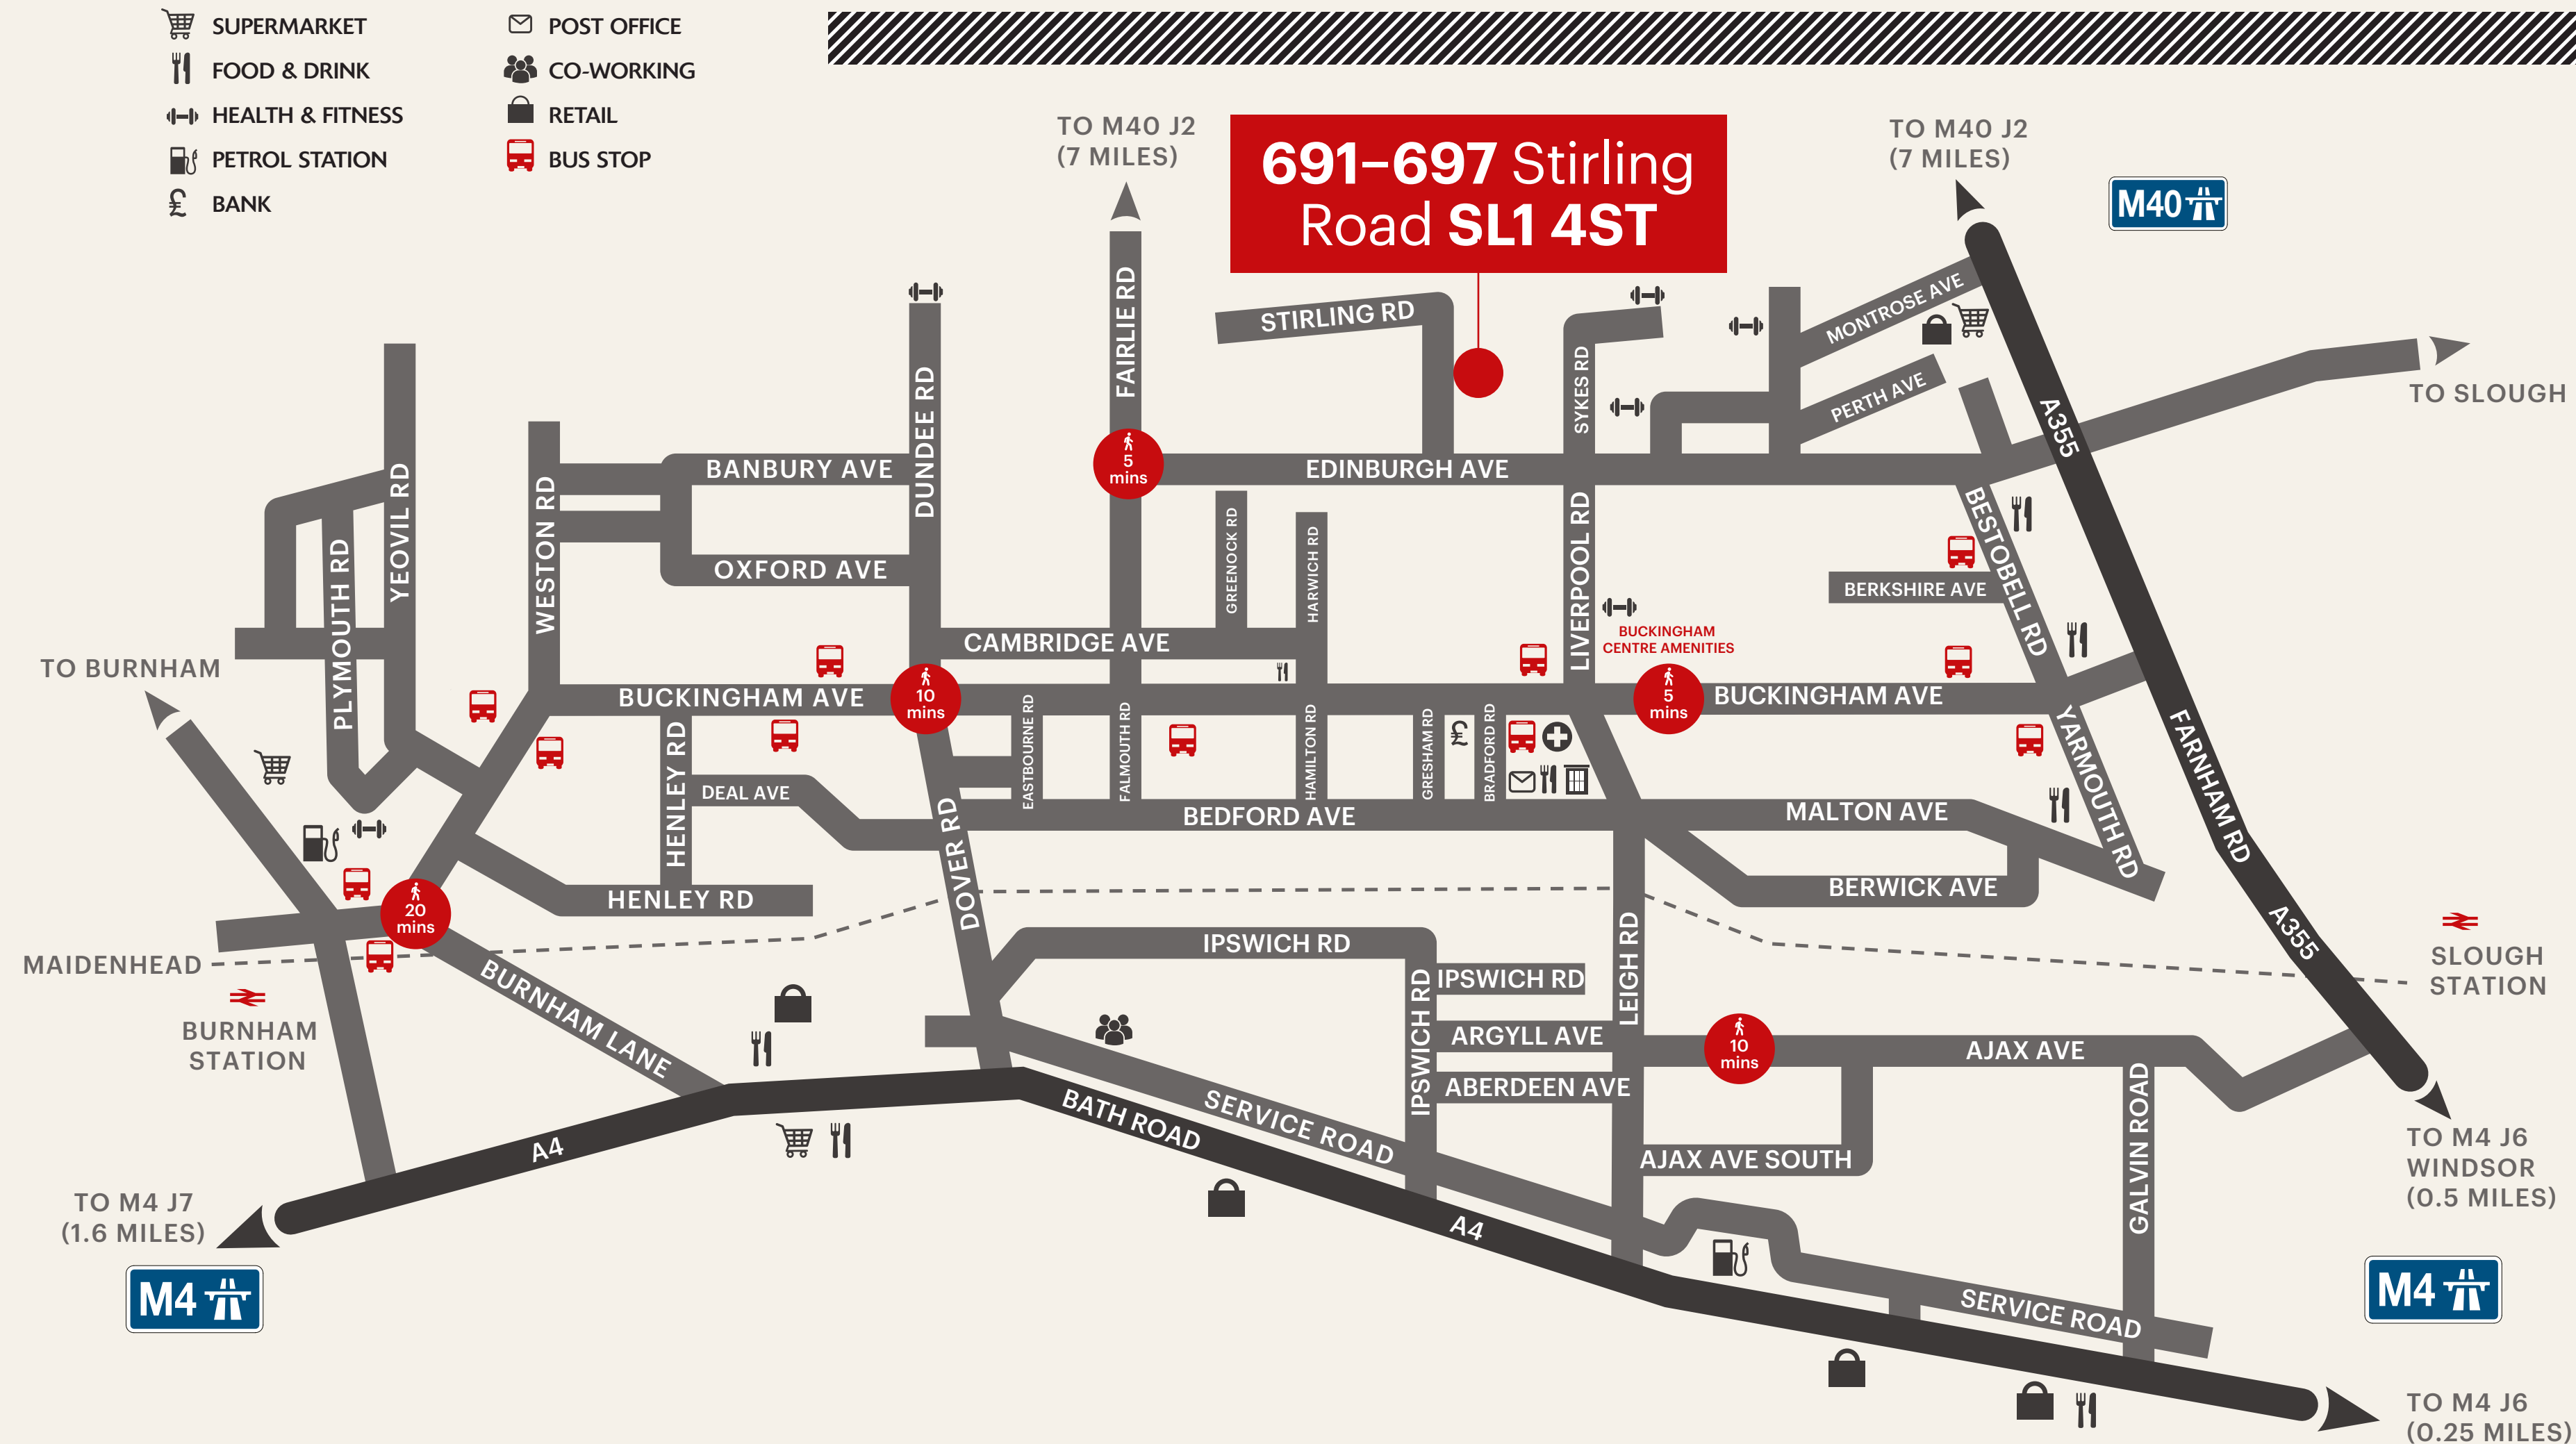 SUPERMARKET
FOOD & DRINK
HEALTH & FITNESS
PETROL STATION
BANK
POST OFFICE
CO-WORKING
RETAIL
BUS STOP
TO M40 J2
(7 MILES)
691–697 Stirling
Road SL1 4ST
TO M40 J2
(7 MILES)
M40
FAIRLIE RD
STIRLING RD
SYKES RD
MONTROSE AVE
PERTH AVE
A355
TO SLOUGH
DUNDEE RD
BANBURY AVE
5
mins
EDINBURGH AVE
YEOVIL RD
WESTON RD
PLYMOUTH RD
OXFORD AVE
GREENOCK RD
HARWICH RD
LIVERPOOL RD
BESTOBELL RD
BERKSHIRE AVE
CAMBRIDGE AVE
BUCKINGHAM
CENTRE AMENITIES
TO BURNHAM
BUCKINGHAM AVE
10
mins
5
mins
BUCKINGHAM AVE
HENLEY RD
DEAL AVE
EASTBOURNE RD
FALMOUTH RD
HAMILTON RD
GRESHAM RD
BRADFORD RD
YARMOUTH RD
FARNHAM RD
DOVER RD
BEDFORD AVE
MALTON AVE
20
mins
HENLEY RD
BERWICK AVE
MAIDENHEAD
BURNHAM
STATION
BURNHAM LANE
IPSWICH RD
IPSWICH RD
IPSWICH RD
LEIGH RD
A355
SLOUGH
STATION
ARGYLL AVE
10
mins
AJAX AVE
ABERDEEN AVE
AJAX AVE SOUTH
GALVIN ROAD
A4
BATH ROAD
SERVICE ROAD
A4
SERVICE ROAD
TO M4 J7
(1.6 MILES)
M4
TO M4 J6
WINDSOR
(0.5 MILES)
M4
TO M4 J6
(0.25 MILES)